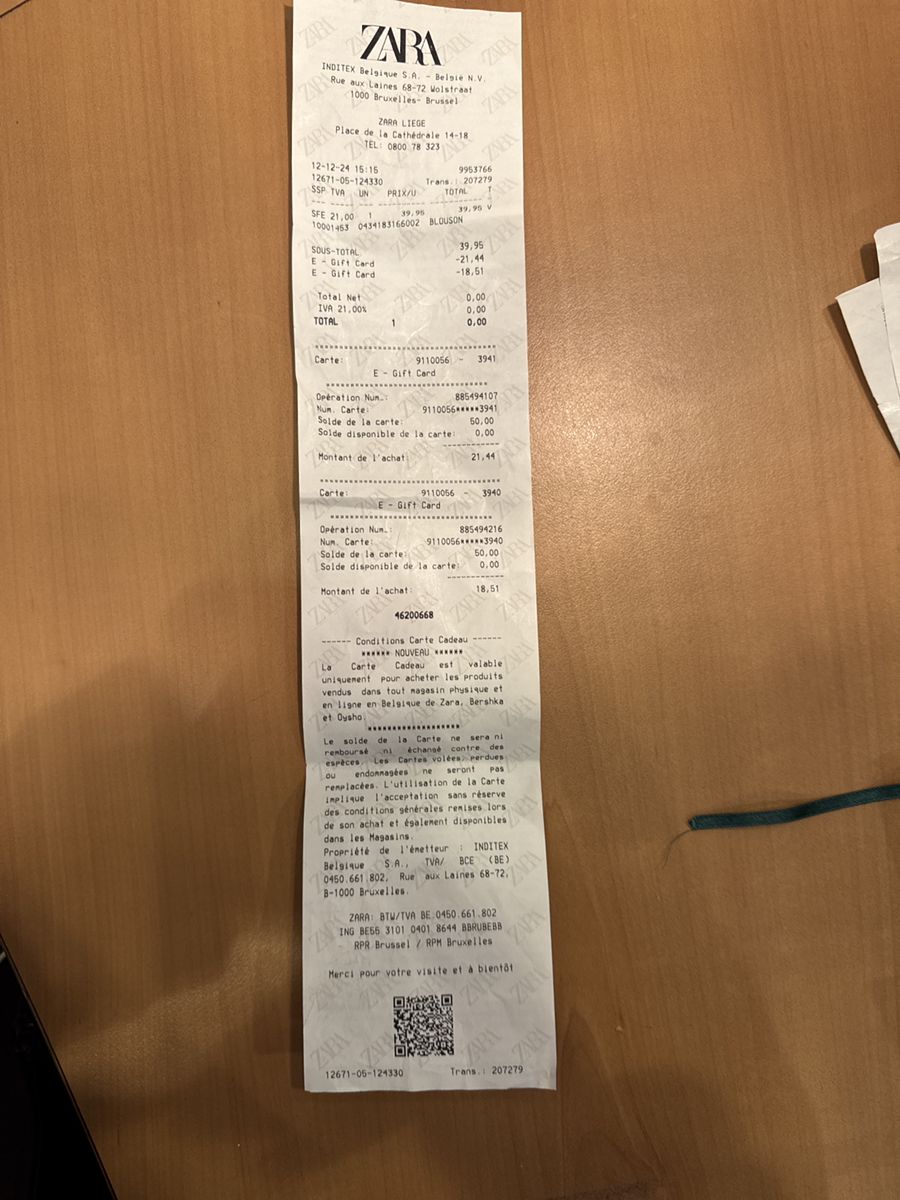 ZARA
INDITEX Belgique S.A. - België N.V.
Rue aux Laines 68-72 Wolstraat
1000 Bruxelles- Brussel
ZARA LIEGE
Place de la Cathédrale 14-18
TEL: 0800 78 323
12-12-24 15:15 9953766
12671-05-124330 Trans.: 207279
SSP TVA UN PRIX/U TOTAL T
SFE 21,00 1 39,95 39,95 V
10001453 0434183166002 BLOUSON
SOUS-TOTAL 39,95
E - Gift Card -21,44
E - Gift Card -18,51
Total Net 0,00
IVA 21,00% 0,00
TOTAL 1 0,00
Carte: 9110056 - 3941
E - Gift Card
Opération Num.: 885494107
Num. Carte: 9110056*****3941
Solde de la carte: 50,00
Solde disponible de la carte: 0,00
Montant de l'achat: 21,44
Carte: 9110056 - 3940
E - Gift Card
Opération Num.: 885494216
Num. Carte: 9110056*****3940
Solde de la carte: 50,00
Solde disponible de la carte: 0,00
Montant de l'achat: 18,51
46200668
------ Conditions Carte Cadeau ------
****** NOUVEAU ******
La Carte Cadeau est valable
uniquement pour acheter les produits
vendus dans tout magasin physique et
en ligne en Belgique de Zara, Bershka
et Oysho.
Le solde de la Carte ne sera ni
remboursé ni échangé contre des
espèces. Les Cartes volées, perdues
ou endommagées ne seront pas
remplacées. L'utilisation de la Carte
implique l'acceptation sans réserve
des conditions générales remises lors
de son achat et également disponibles
dans les Magasins.
Propriété de l'émetteur : INDITEX
Belgique S.A., TVA/ BCE (BE)
0450.661.802, Rue aux Laines 68-72,
B-1000 Bruxelles.
ZARA: BTW/TVA BE 0450.661.802
ING BE55 3101 0401 8644 BBRUBEBB
RPR Brussel / RPM Bruxelles
Merci pour votre visite et à bientôt
12671-05-124330 Trans.: 207279